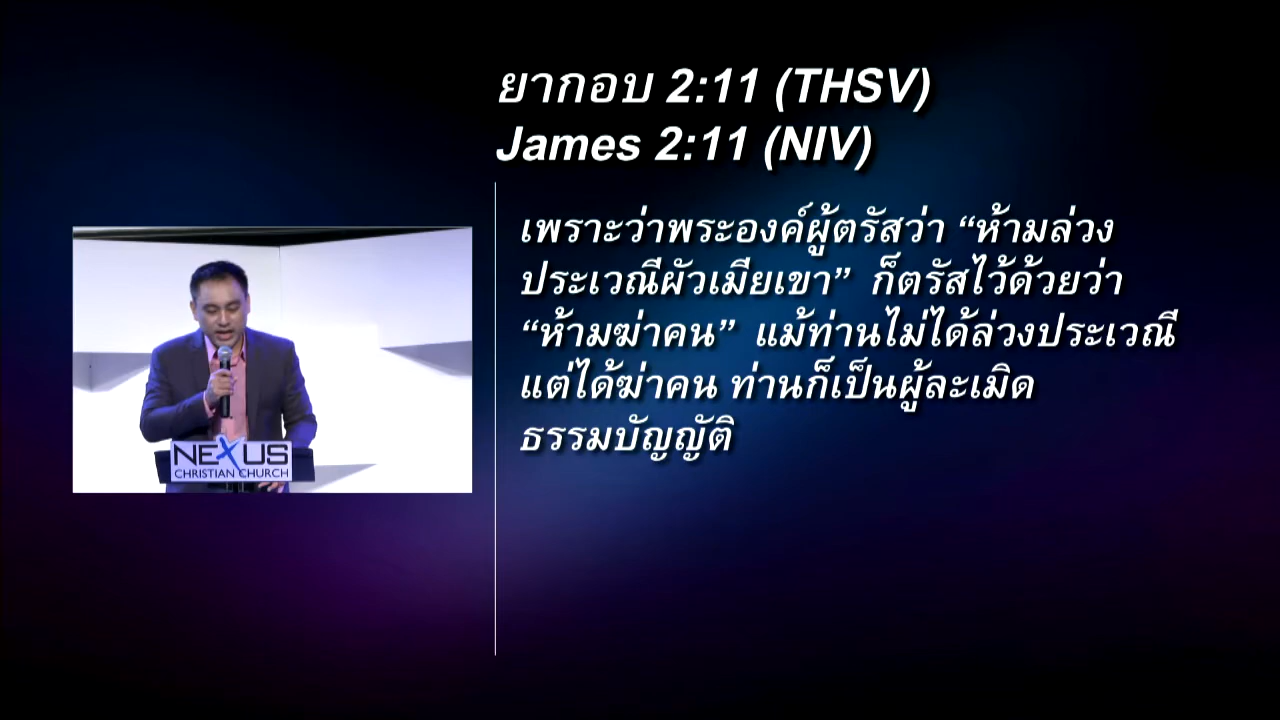 ยากอบ 2:11 (THSV)
James 2:11 (NIV)
เพราะว่าพระองค์ผู้ตรัสว่า “ห้ามล่วง
ประเวณีผัวเมียเขา” ก็ตรัสไว้ด้วยว่า
“ห้ามฆ่าคน” แม้ท่านไม่ได้ล่วงประเวณี
แต่ได้ฆ่าคน ท่านก็เป็นผู้ละเมิด
ธรรมบัญญัติ
NEXUS
CHRISTIAN CHURCH